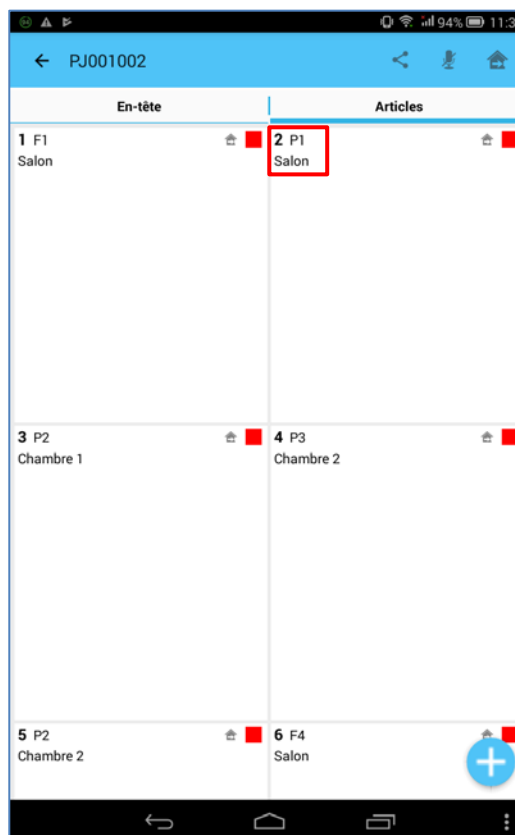 94% 11:3
PJ001002
En-tête Articles
1 F1
Salon
2 P1
Salon
3 P2
Chambre 1
4 P3
Chambre 2
5 P2
Chambre 2
6 F4
Salon